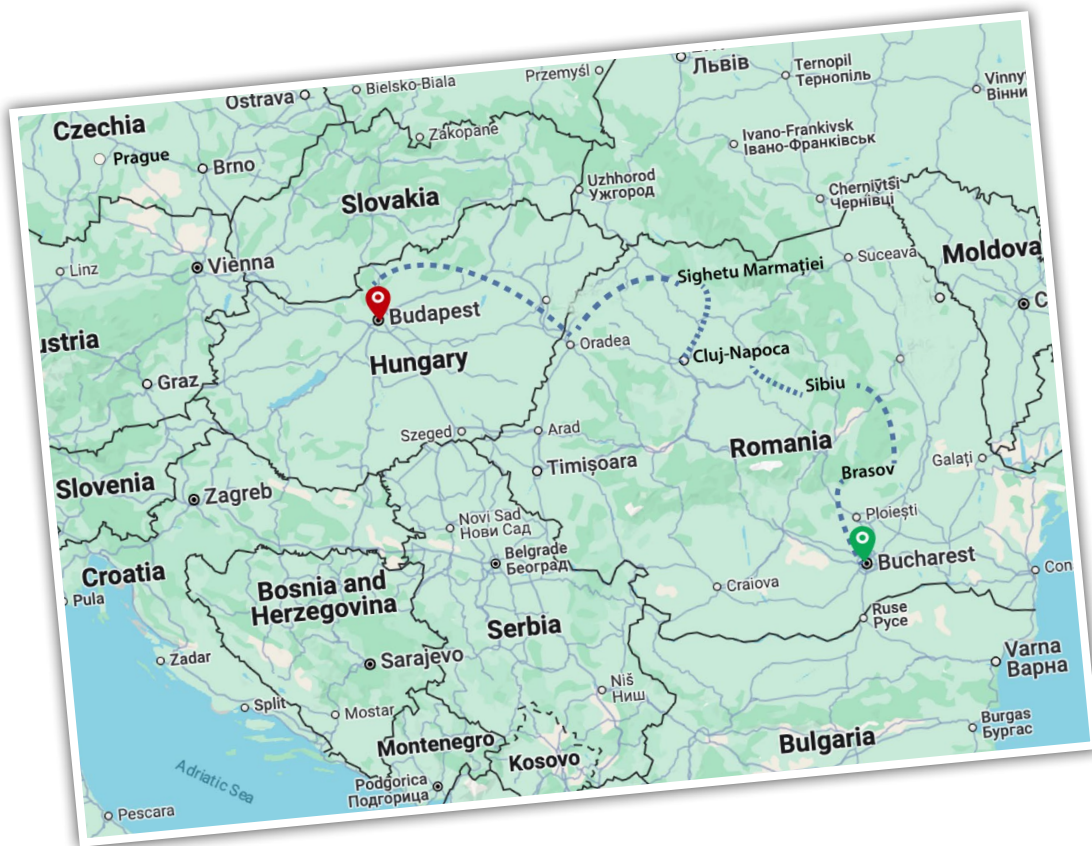 Львів
Ternopil
Тернопіль
Vinny
Вінни
Przemyśl
Bielsko-Biala
Ostrava
Czechia
Zakopane
Ivano-Frankivsk
Івано-Франківськ
Prague
Brno
Uzhhorod
Ужгород
Chernivtsi
Чернівці
Slovakia
Moldova
Suceava
Sighetu Marmației
Linz
Vienna
C
Budapest
ustria
Oradea
Cluj-Napoca
Hungary
Graz
Sibiu
Szeged
Arad
Romania
Galați
Timișoara
Brasov
Slovenia
Zagreb
Ploiești
Novi Sad
Нови Сад
Belgrade
Београд
Bucharest
Con
Croatia
Bosnia and
Herzegovina
Craiova
Pula
Ruse
Русе
Serbia
Varna
Варна
Zadar
Sarajevo
Niš
Ниш
Split
Mostar
Burgas
Бургас
Montenegro
Bulgaria
Kosovo
Adriatic Sea
Podgorica
Подгорица
Pescara